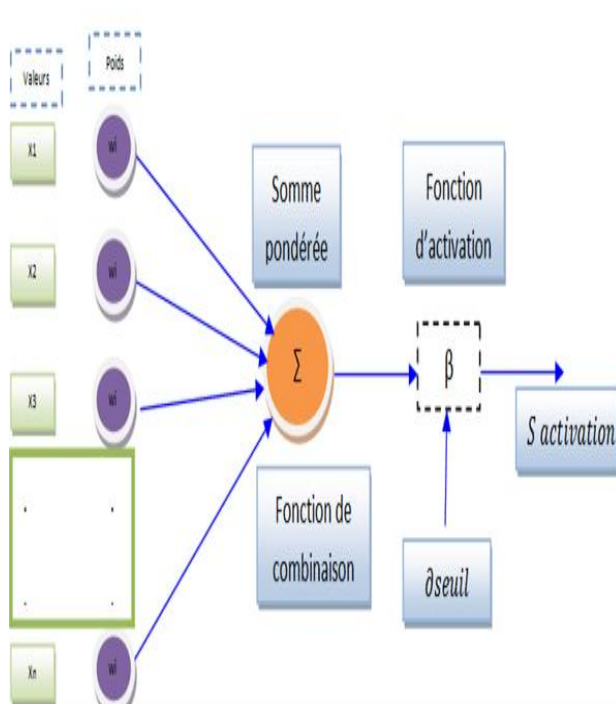 Valeurs
Poids
X1
wi
X2
wi
X3
wi
Xn
wi
Somme
pondérée
Σ
Fonction de
combinaison
Fonction
d’activation
β
∂seuil
S activation